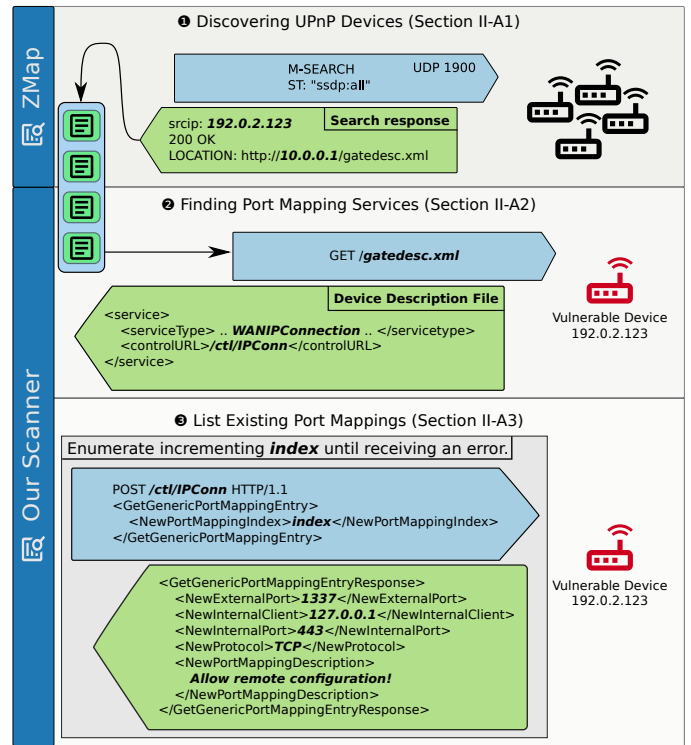 ❶ Discovering UPnP Devices (Section II-A1)
ZMap
M-SEARCH UDP 1900
ST: "ssdp:all"
Search response
srcip: 192.0.2.123
200 OK
LOCATION: http://10.0.0.1/gatedesc.xml
Our Scanner
❷ Finding Port Mapping Services (Section II-A2)
GET /gatedesc.xml
Device Description File
<service>
<serviceType> .. WANIPConnection .. </servicetype>
<controlURL>/ctl/IPConn</controlURL>
</service>
Vulnerable Device
192.0.2.123
❸ List Existing Port Mappings (Section II-A3)
Enumerate incrementing index until receiving an error.
POST /ctl/IPConn HTTP/1.1
<GetGenericPortMappingEntry>
<NewPortMappingIndex>index</NewPortMappingIndex>
</GetGenericPortMappingEntry>
<GetGenericPortMappingEntryResponse>
<NewExternalPort>1337</NewExternalPort>
<NewInternalClient>127.0.0.1</NewInternalClient>
<NewInternalPort>443</NewInternalPort>
<NewProtocol>TCP</NewProtocol>
<NewPortMappingDescription>
Allow remote configuration!
</NewPortMappingDescription>
</GetGenericPortMappingEntryResponse>
Vulnerable Device
192.0.2.123